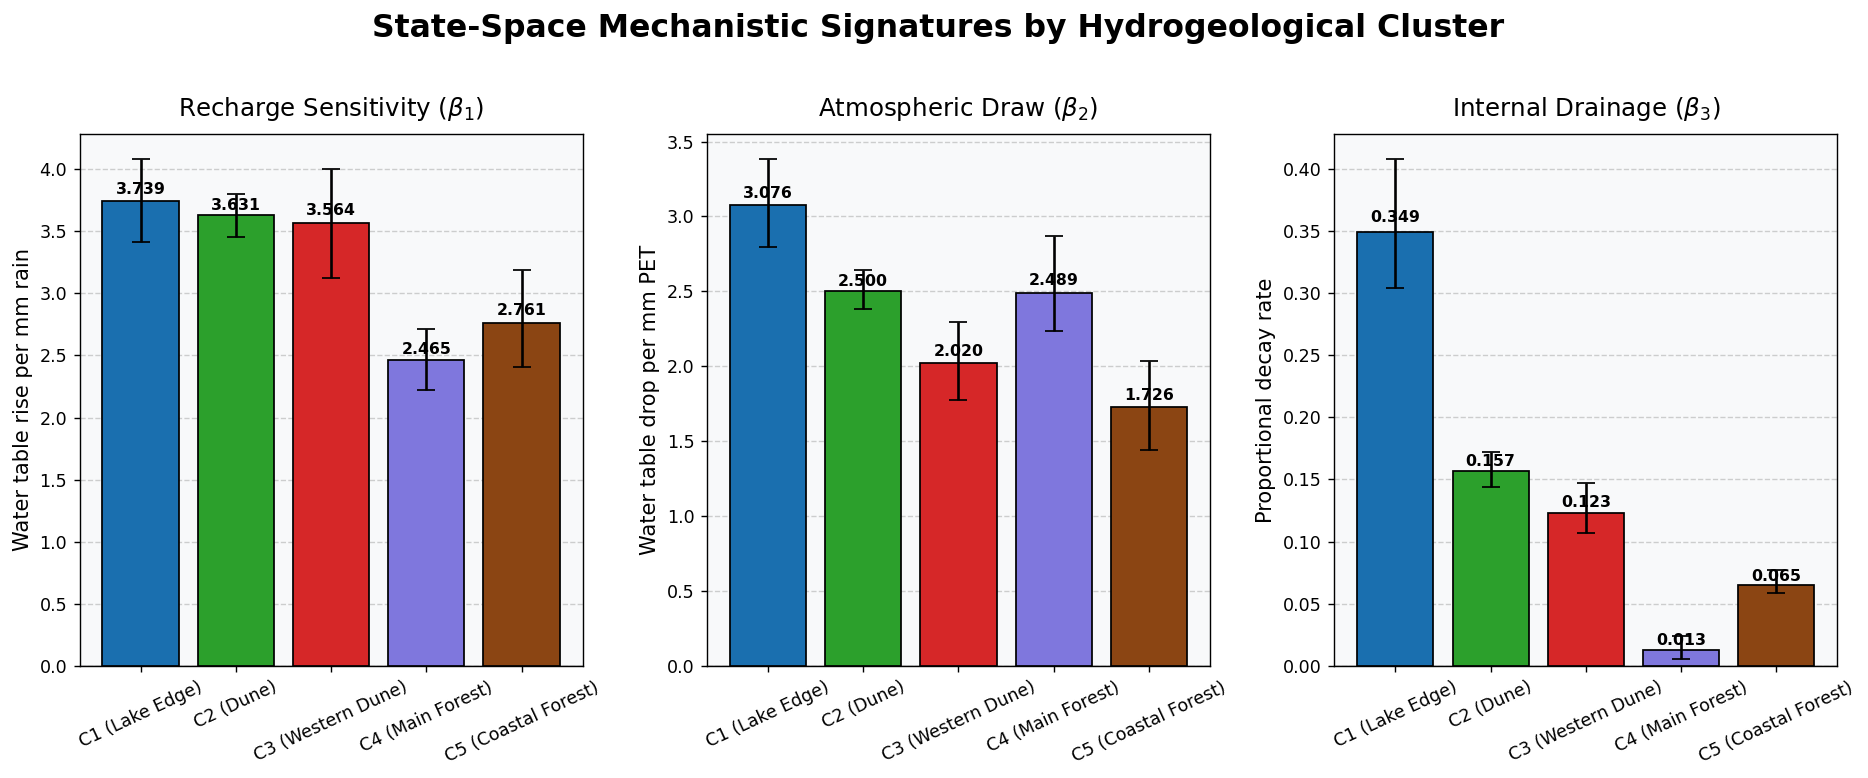 State-Space Mechanistic Signatures by Hydrogeological Cluster
Recharge Sensitivity (β₁)
Water table rise per mm rain
4.0
3.5
3.0
2.5
2.0
1.5
1.0
0.5
0.0
3.739
3.631
3.564
2.465
2.761
C1 (Lake Edge)
C2 (Dune)
C3 (Western Dune)
C4 (Main Forest)
C5 (Coastal Forest)
Atmospheric Draw (β₂)
Water table drop per mm PET
3.5
3.0
2.5
2.0
1.5
1.0
0.5
0.0
3.076
2.500
2.020
2.489
1.726
C1 (Lake Edge)
C2 (Dune)
C3 (Western Dune)
C4 (Main Forest)
C5 (Coastal Forest)
Internal Drainage (β₃)
Proportional decay rate
0.40
0.35
0.30
0.25
0.20
0.15
0.10
0.05
0.00
0.349
0.157
0.123
0.013
0.065
C1 (Lake Edge)
C2 (Dune)
C3 (Western Dune)
C4 (Main Forest)
C5 (Coastal Forest)